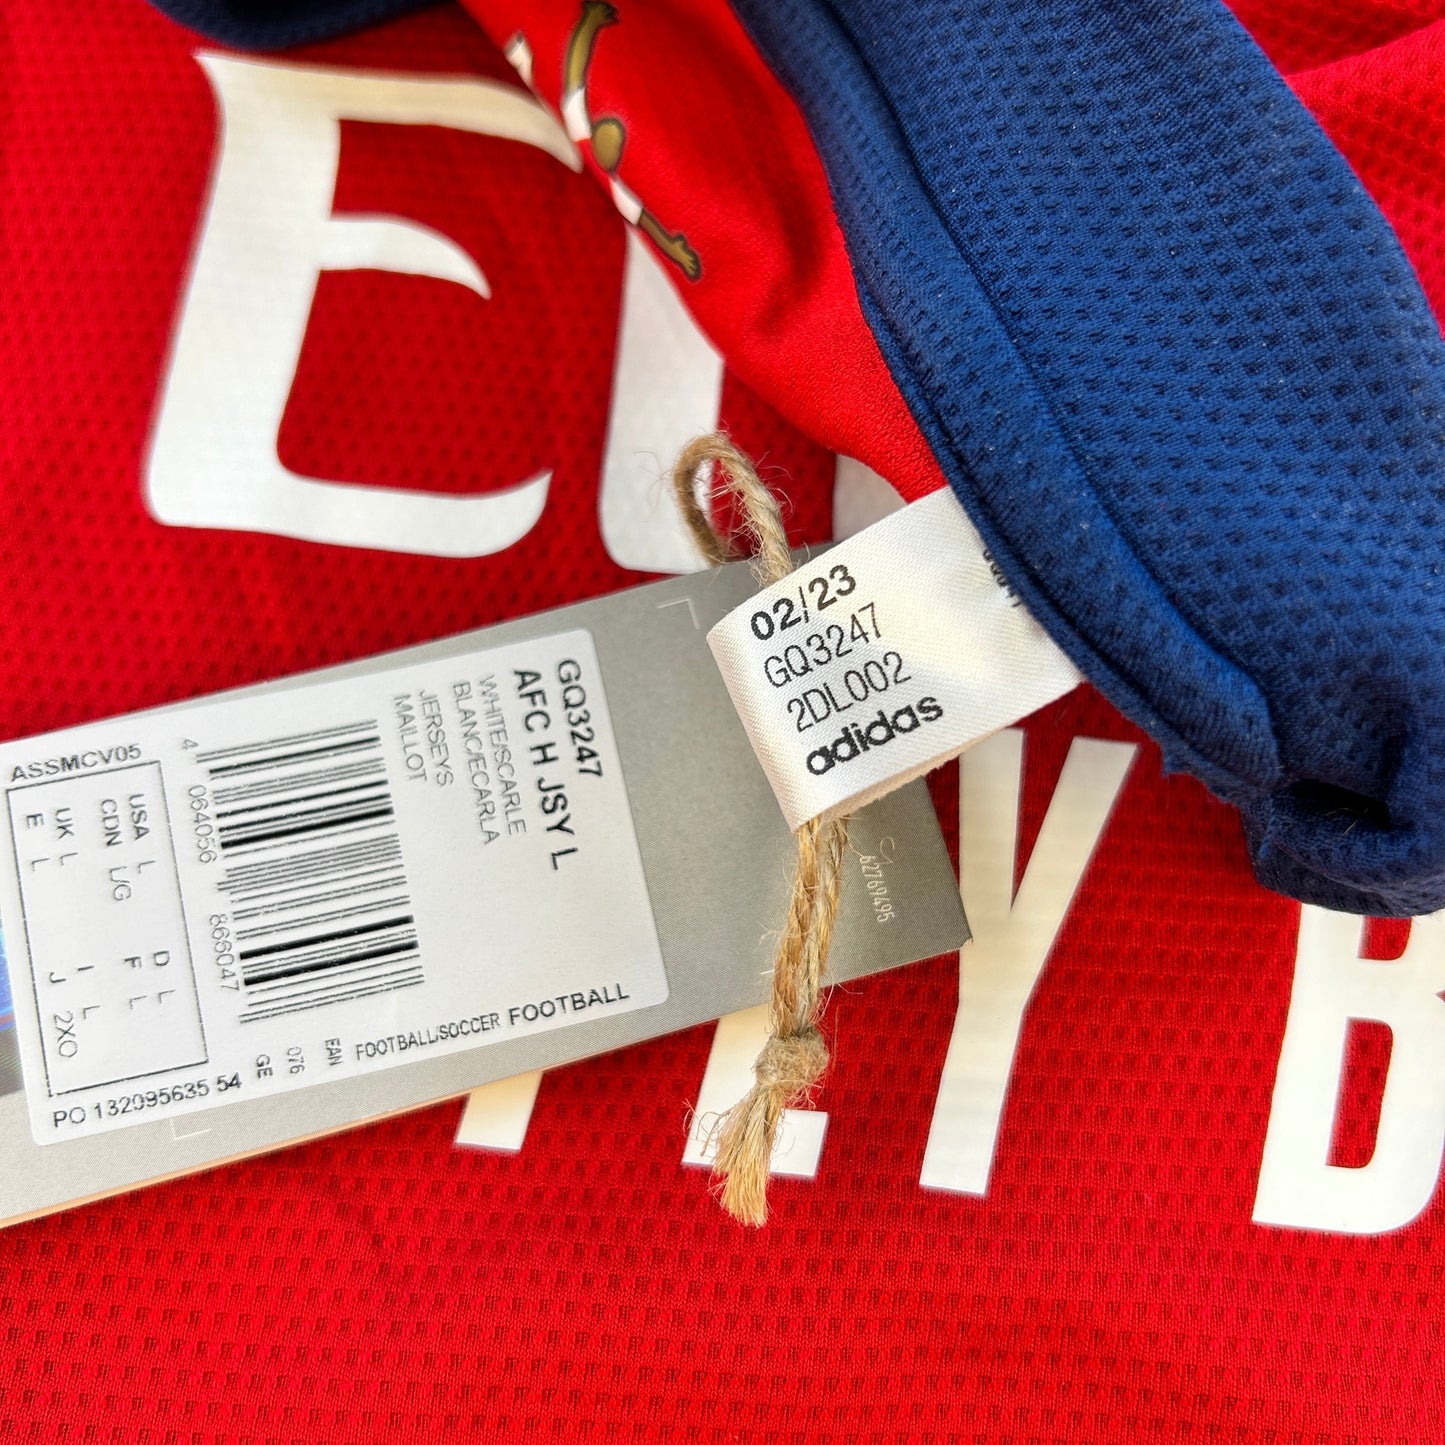 E
02/23
GQ3247
2DL002
adidas
GQ3247
AFC H JSY L
WHITE/SCARLE
BLANC/ECARLA
JERSEYS
MAILLOT
ASSMCV05
USA L
CDN L/G
UK L
E L
D L
F L
I L
J 2XO
4 064056 866047
FOOTBALL/SOCCER FOOTBALL
EAN
076
GE
PO 132095635 54
62769495
Y B